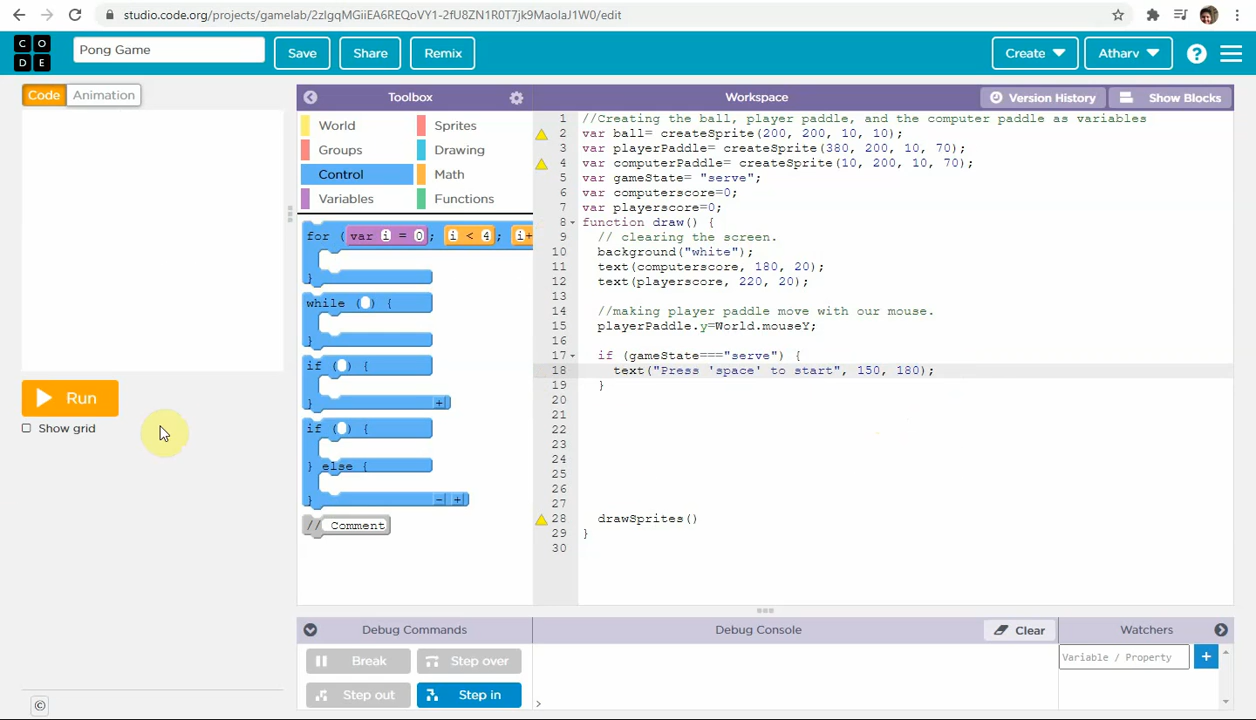 studio.code.org/projects/gamelab/2zIgqMGiiEA6REQoVY1-2fU8ZN1R0T7jk9MaoIaJ1W0/edit
CODE
Pong Game
Save
Share
Remix
Create
Atharv
?
Code
Animation
Toolbox
Workspace
Version History
Show Blocks
World
Sprites
Groups
Drawing
Control
Math
Variables
Functions
for ( var i = 0; i < 4; i+
}
while ( ) {
}
if ( ) {
}
+
if ( ) {
} else {
}
- +
// Comment
1 //Creating the ball, player paddle, and the computer paddle as variables
2 var ball= createSprite(200, 200, 10, 10);
3 var playerPaddle= createSprite(380, 200, 10, 70);
4 var computerPaddle= createSprite(10, 200, 10, 70);
5 var gameState= "serve";
6 var computerscore=0;
7 var playerscore=0;
8 function draw() {
9 // clearing the screen.
10 background("white");
11 text(computerscore, 180, 20);
12 text(playerscore, 220, 20);
13
14 //making player paddle move with our mouse.
15 playerPaddle.y=World.mouseY;
16
17 if (gameState==="serve") {
18 text("Press 'space' to start", 150, 180);
19 }
20
21
22
23
24
25
26
27
28 drawSprites()
29 }
30
Run
Show grid
Debug Commands
Debug Console
Clear
Watchers
Break
Step over
Step out
Step in
Variable / Property
+
>
©